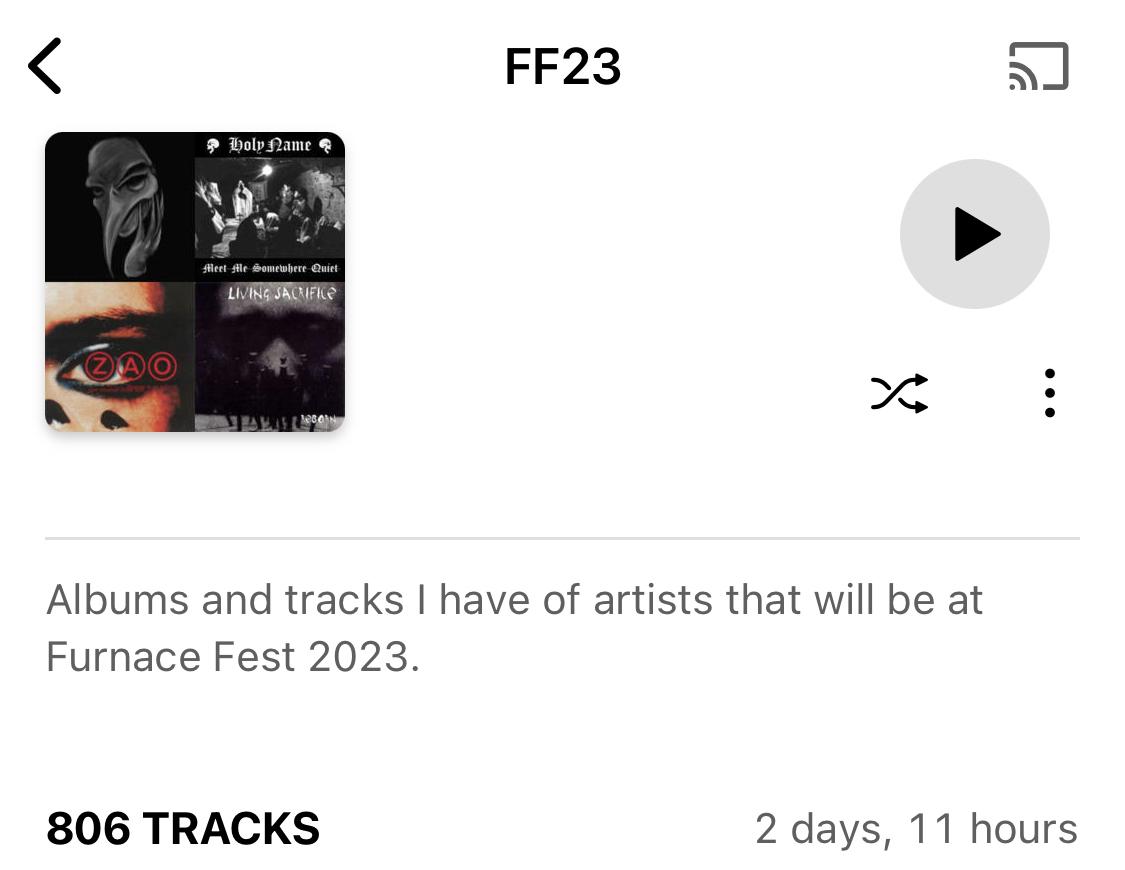 FF23
Holy Name
Meet Me Somewhere Quiet
LIVING SACRIFICE
ZAO
REBORN
Albums and tracks I have of artists that will be at
Furnace Fest 2023.
806 TRACKS
2 days, 11 hours